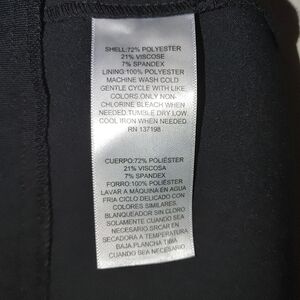 SHELL:72% POLYESTER
21% VISCOSE
7% SPANDEX
LINING:100% POLYESTER
MACHINE WASH COLD
GENTLE CYCLE WITH LIKE
COLORS.ONLY NON-
CHLORINE BLEACH WHEN
NEEDED.TUMBLE DRY LOW
COOL IRON WHEN NEEDED
RN 137198
CUERPO:72% POLIÉSTER
21% VISCOSA
7% SPANDEX
FORRO:100% POLIÉSTER
LAVAR A MÁQUINA EN AGUA
FRIA CICLO DELICADO CON
COLORES SIMILARES.
BLANQUEADOR SIN CLORO
SOLAMENTE CUANDO SEA
NECESARIO.SRCAR EN
SECADORA A TEMPERATURA
BAJA.PLANCHA TIBIA
CUANDO SEA NECESARIO